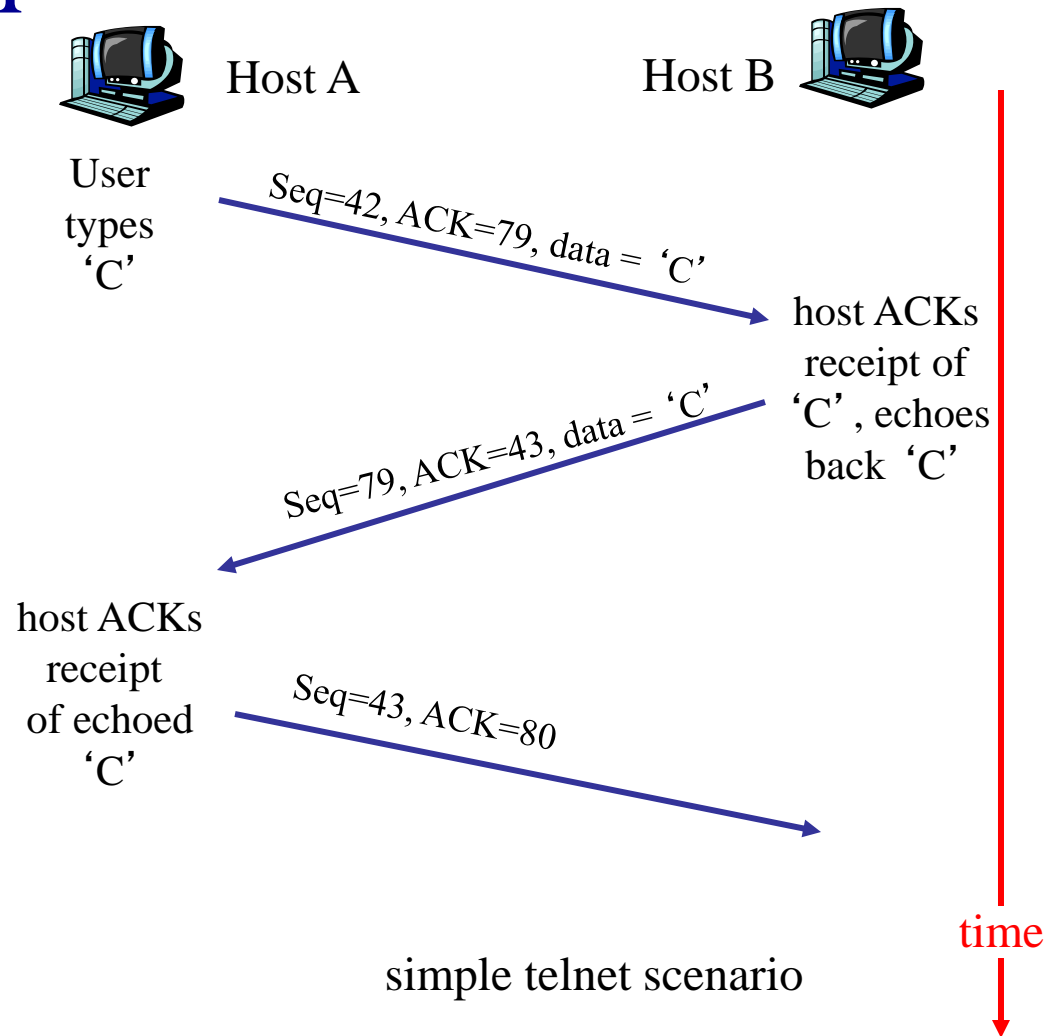 Host A
Host B
User
types
‘C’
Seq=42, ACK=79, data = ‘C’
host ACKs
receipt of
‘C’ , echoes
back ‘C’
Seq=79, ACK=43, data = ‘C’
host ACKs
receipt
of echoed
‘C’
Seq=43, ACK=80
time
simple telnet scenario